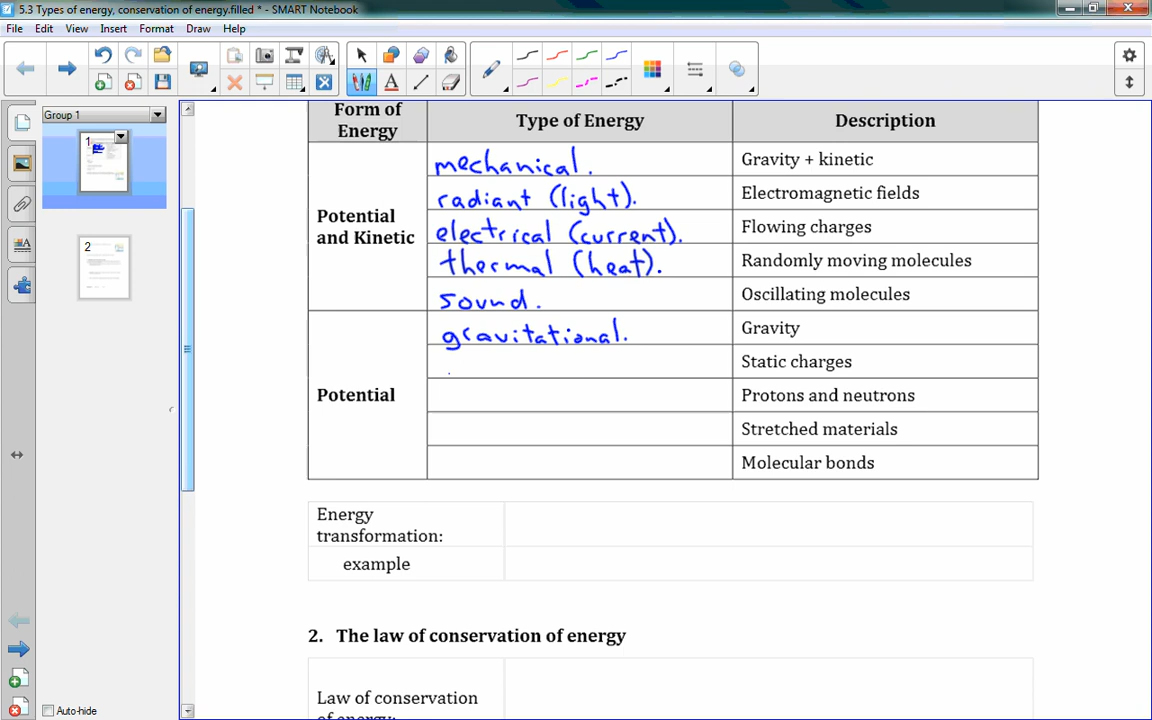 5.3 Types of energy, conservation of energy.filled * - SMART Notebook
File Edit View Insert Format Draw Help
Group 1
1
2
Form of Energy Type of Energy Description
Potential and Kinetic
mechanical. Gravity + kinetic
radiant (light). Electromagnetic fields
electrical (current). Flowing charges
thermal (heat). Randomly moving molecules
sound. Oscillating molecules
Potential
gravitational. Gravity
Static charges
Protons and neutrons
Stretched materials
Molecular bonds
Energy
transformation:
example
2. The law of conservation of energy
Law of conservation
of energy:
Auto-hide